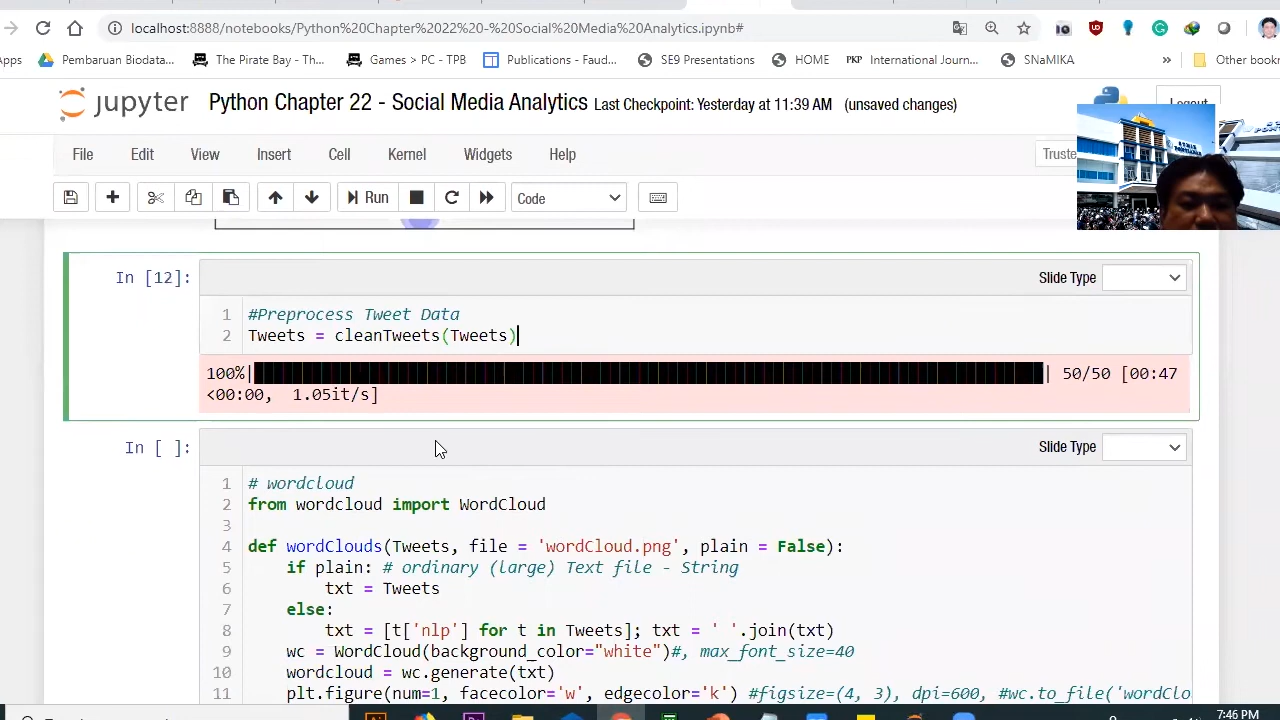 localhost:8888/notebooks/Python%20Chapter%2022%20-%20Social%20Media%20Analytics.ipynb#
Apps Pembaruan Biodata... The Pirate Bay - Th... Games > PC - TPB Publications - Faud... SE9 Presentations HOME PKP International Journ... SNaMIKA » Other bookr
jupyter Python Chapter 22 - Social Media Analytics Last Checkpoint: Yesterday at 11:39 AM (unsaved changes) Logout
File Edit View Insert Cell Kernel Widgets Help Truste
Run Code
In [12]: Slide Type
1 #Preprocess Tweet Data
2 Tweets = cleanTweets(Tweets)
100%| | 50/50 [00:47
<00:00, 1.05it/s]
In [ ]: Slide Type
1 # wordcloud
2 from wordcloud import WordCloud
3
4 def wordClouds(Tweets, file = 'wordCloud.png', plain = False):
5 if plain: # ordinary (large) Text file - String
6 txt = Tweets
7 else:
8 txt = [t['nlp'] for t in Tweets]; txt = ' '.join(txt)
9 wc = WordCloud(background_color="white")#, max_font_size=40
10 wordcloud = wc.generate(txt)
11 plt.figure(num=1, facecolor='w', edgecolor='k') #figsize=(4, 3), dpi=600, #wc.to_file('wordClo
7:46 PM